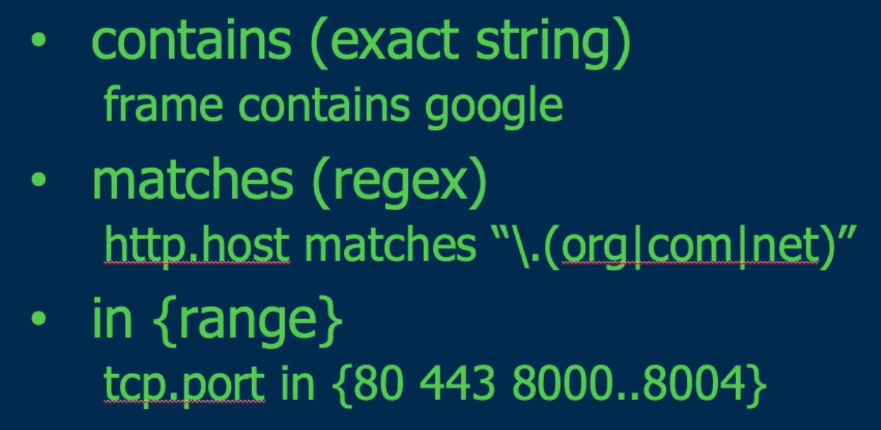 • contains (exact string)
frame contains google
• matches (regex)
http.host matches “\.(org|com|net)”
• in {range}
tcp.port in {80 443 8000..8004}